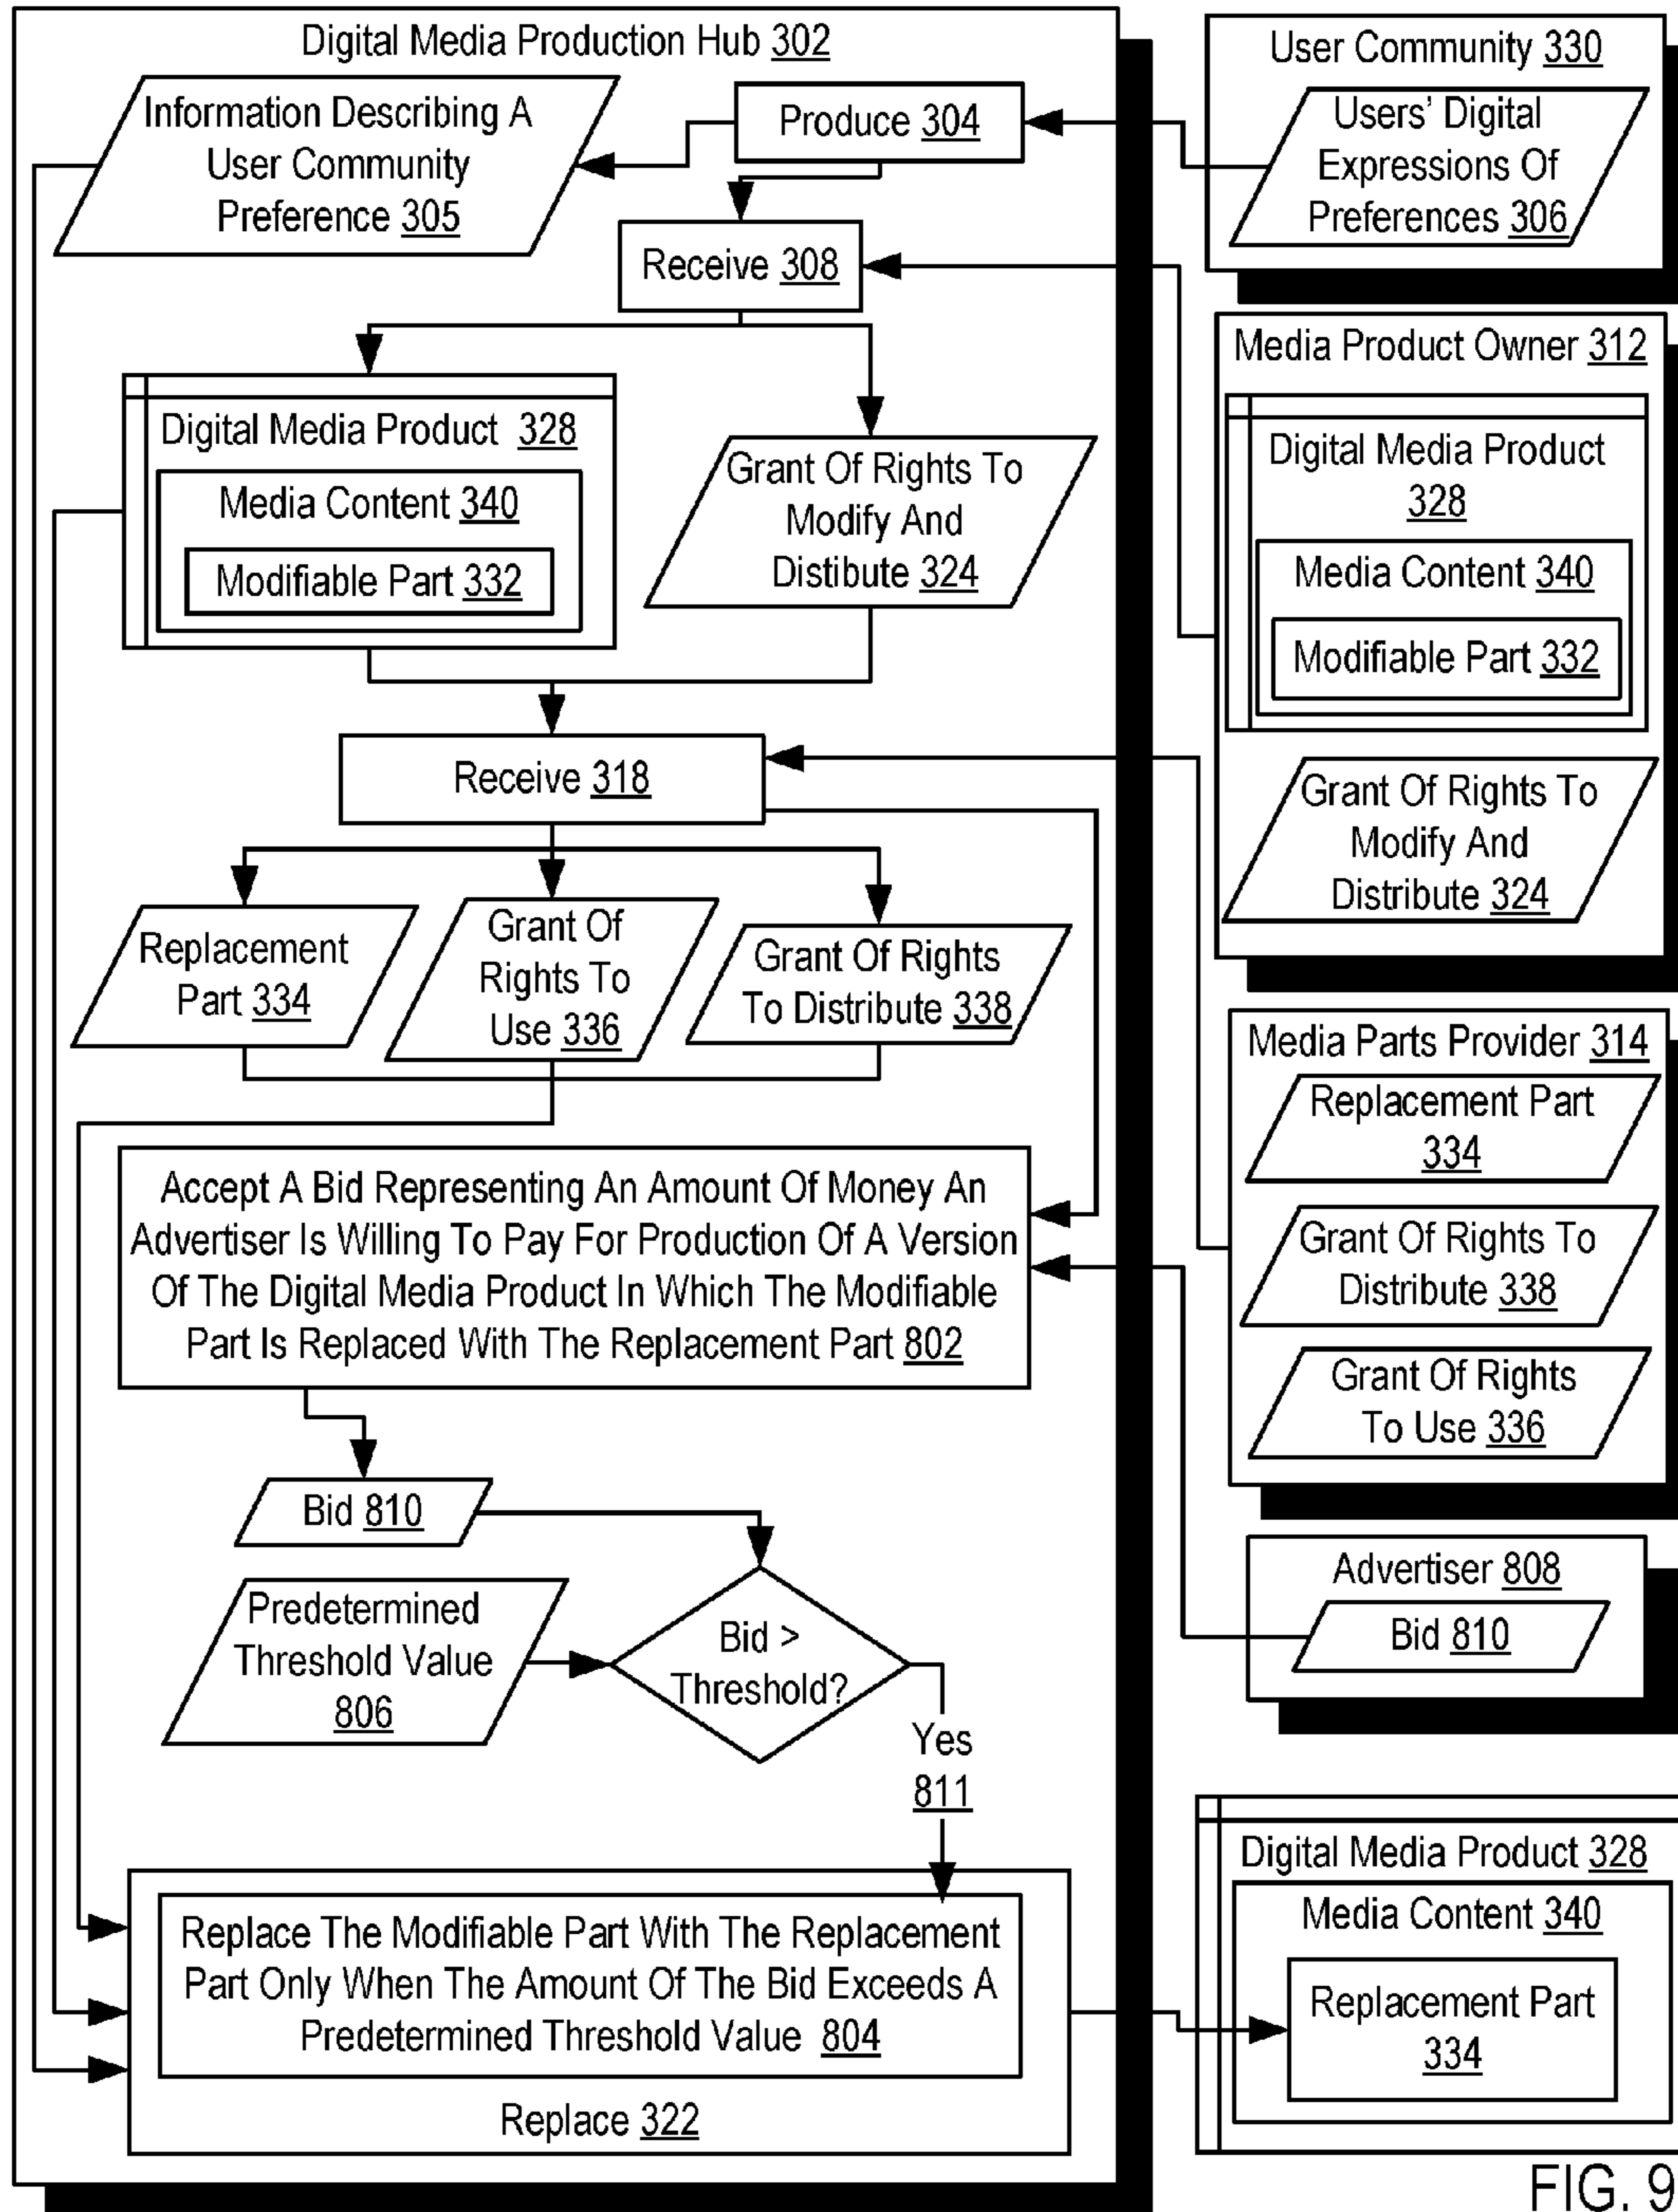 Digital Media Production Hub 302
Information Describing A
User Community
Preference 305
Produce 304
Receive 308
Digital Media Product 328
Media Content 340
Modifiable Part 332
Grant Of Rights To
Modify And
Distibute 324
Receive 318
Replacement
Part 334
Grant Of
Rights To
Use 336
Grant Of Rights
To Distribute 338
Accept A Bid Representing An Amount Of Money An
Advertiser Is Willing To Pay For Production Of A Version
Of The Digital Media Product In Which The Modifiable
Part Is Replaced With The Replacement Part 802
Bid 810
Predetermined
Threshold Value
806
Bid >
Threshold?
Yes
811
Replace The Modifiable Part With The Replacement
Part Only When The Amount Of The Bid Exceeds A
Predetermined Threshold Value 804
Replace 322
User Community 330
Users' Digital
Expressions Of
Preferences 306
Media Product Owner 312
Digital Media Product
328
Media Content 340
Modifiable Part 332
Grant Of Rights To
Modify And
Distribute 324
Media Parts Provider 314
Replacement Part
334
Grant Of Rights To
Distribute 338
Grant Of Rights
To Use 336
Advertiser 808
Bid 810
Digital Media Product 328
Media Content 340
Replacement Part
334
FIG. 9